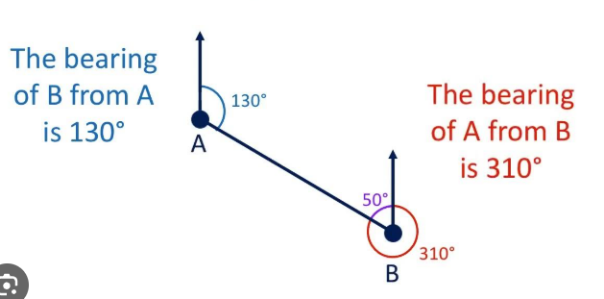 The bearing
of B from A
is 130°
130°
A
The bearing
of A from B
is 310°
50°
310°
B